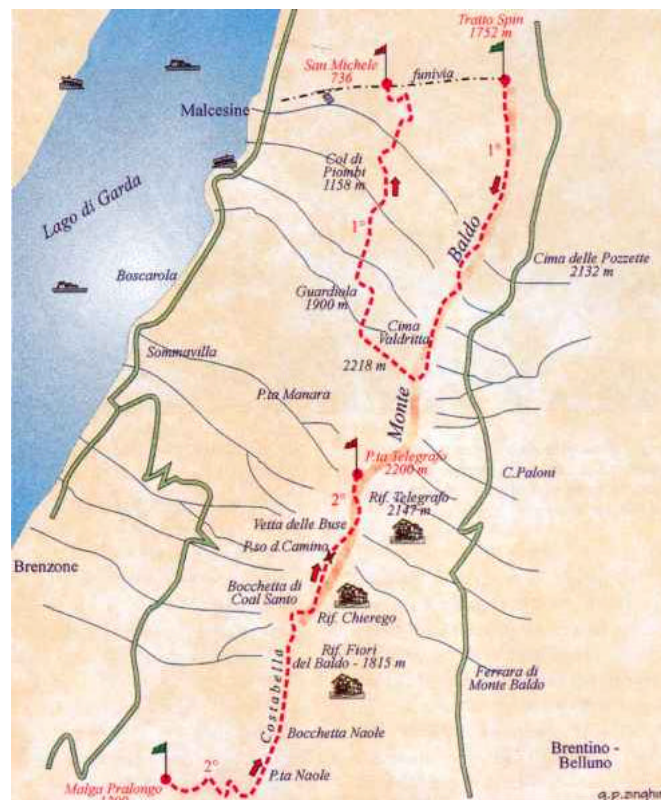 Tratto Spin
1752 m
San Michele
736
funivia
Malcesine
1°
Col di
Piombi
1158 m
Lago di Garda
1°
Baldo
Cima delle Pozzette
2132 m
Boscarola
Guardiola
1900 m
Cima
Valdritta
Sommavilla
2218 m
P.ta Manara
Monte
P.ta Telegrafo
2200 m
C.Paloni
2°
Rif. Telegrafo
2147 m
Vetta delle Buse
P.so d.Camino
Brenzone
Bocchetta di
Coal Santo
Rif. Chierego
Costabella
Rif. Fiori
del Baldo - 1815 m
Ferrara di
Monte Baldo
Bocchetta Naole
Brentino -
Belluno
2°
P.ta Naole
Malga Pralongo